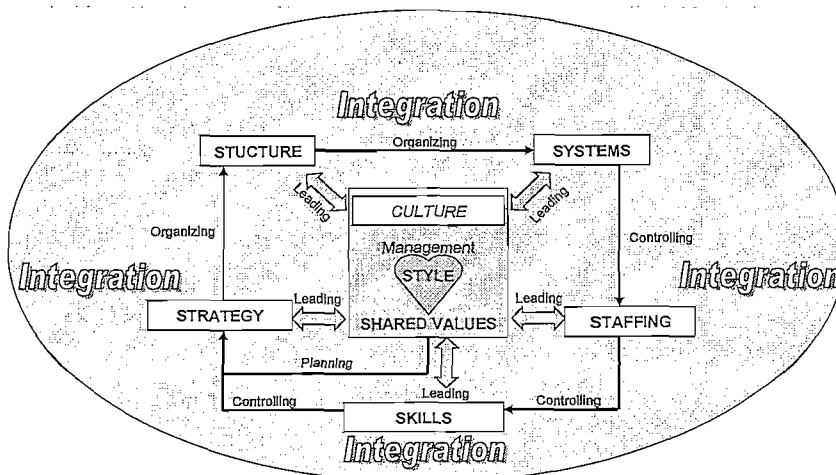 Integration
STUCTURE
Organizing
SYSTEMS
Leading
CULTURE
Leading
Organizing
Management
Controlling
STYLE
Integration
Integration
Leading
Leading
STRATEGY
SHARED VALUES
STAFFING
Planning
Controlling
Leading
Controlling
SKILLS
Integration